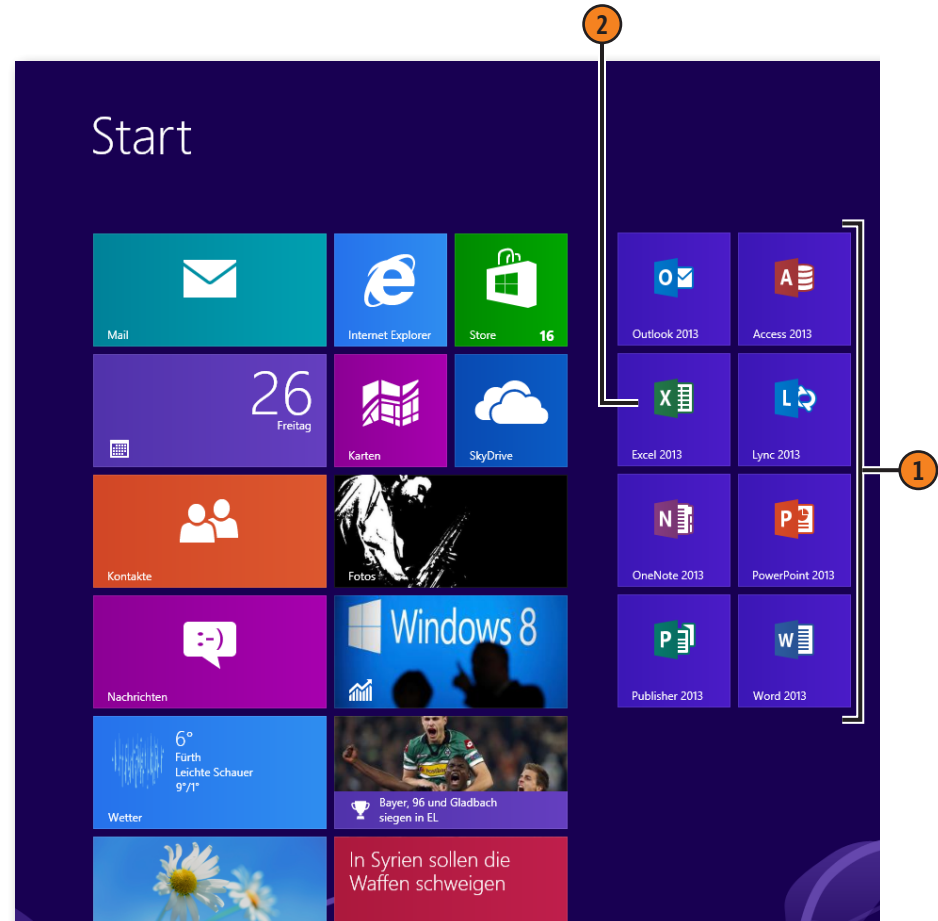 2
Start
Mail
Internet Explorer
Store 16
26
Freitag
Karten
SkyDrive
Kontakte
Fotos
Nachrichten
Windows 8
6°
Fürth
Leichte Schauer
9°/1°
Wetter
Bayer, 96 und Gladbach
siegen in EL
In Syrien sollen die
Waffen schweigen
O
Outlook 2013
A
Access 2013
X
Excel 2013
L
Lync 2013
N
OneNote 2013
P
PowerPoint 2013
P
Publisher 2013
W
Word 2013
1